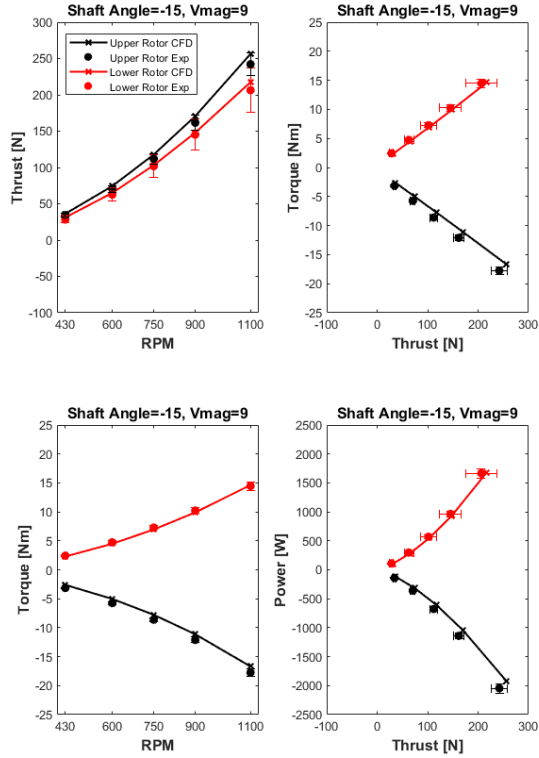 Shaft Angle=-15, Vmag=9
Thrust [N]
300
250
200
150
100
50
0
-50
-100
Upper Rotor CFD
Upper Rotor Exp
Lower Rotor CFD
Lower Rotor Exp
430 600 750 900 1100
RPM
Shaft Angle=-15, Vmag=9
Torque [Nm]
25
20
15
10
5
0
-5
-10
-15
-20
-25
-100 0 100 200 300
Thrust [N]
Shaft Angle=-15, Vmag=9
Torque [Nm]
25
20
15
10
5
0
-5
-10
-15
-20
-25
430 600 750 900 1100
RPM
Shaft Angle=-15, Vmag=9
Power [W]
2500
2000
1500
1000
500
0
-500
-1000
-1500
-2000
-2500
-100 0 100 200 300
Thrust [N]